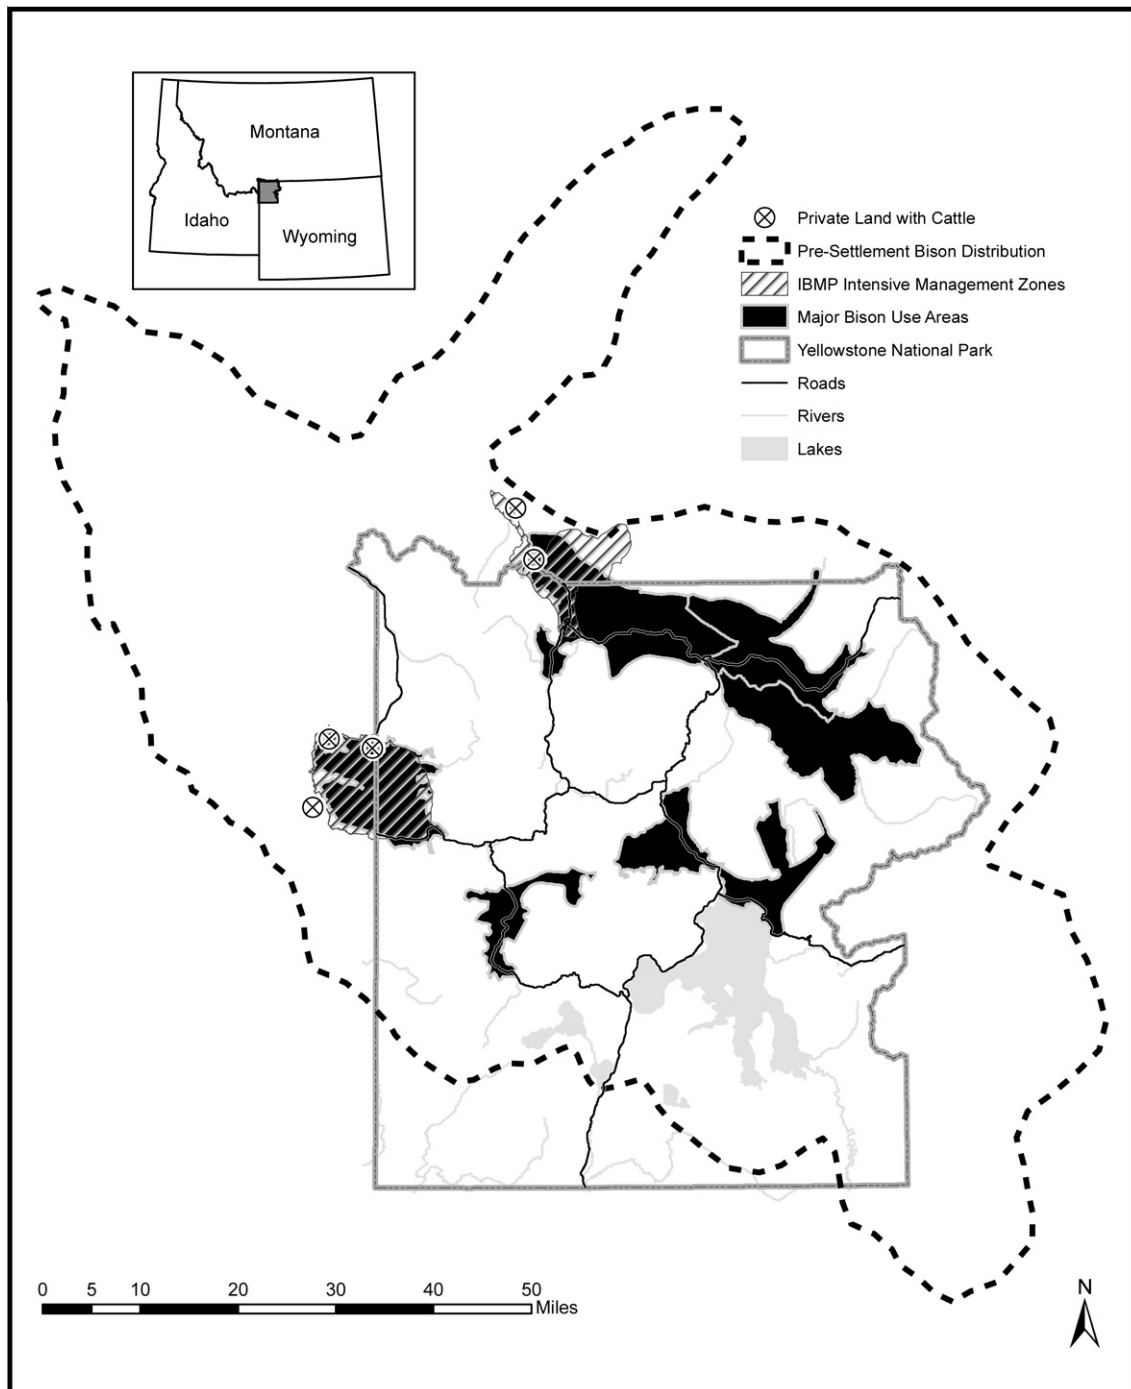 Montana
Idaho
Wyoming
Private Land with Cattle
Pre-Settlement Bison Distribution
IBMP Intensive Management Zones
Major Bison Use Areas
Yellowstone National Park
Roads
Rivers
Lakes
0 5 10 20 30 40 50
Miles
N